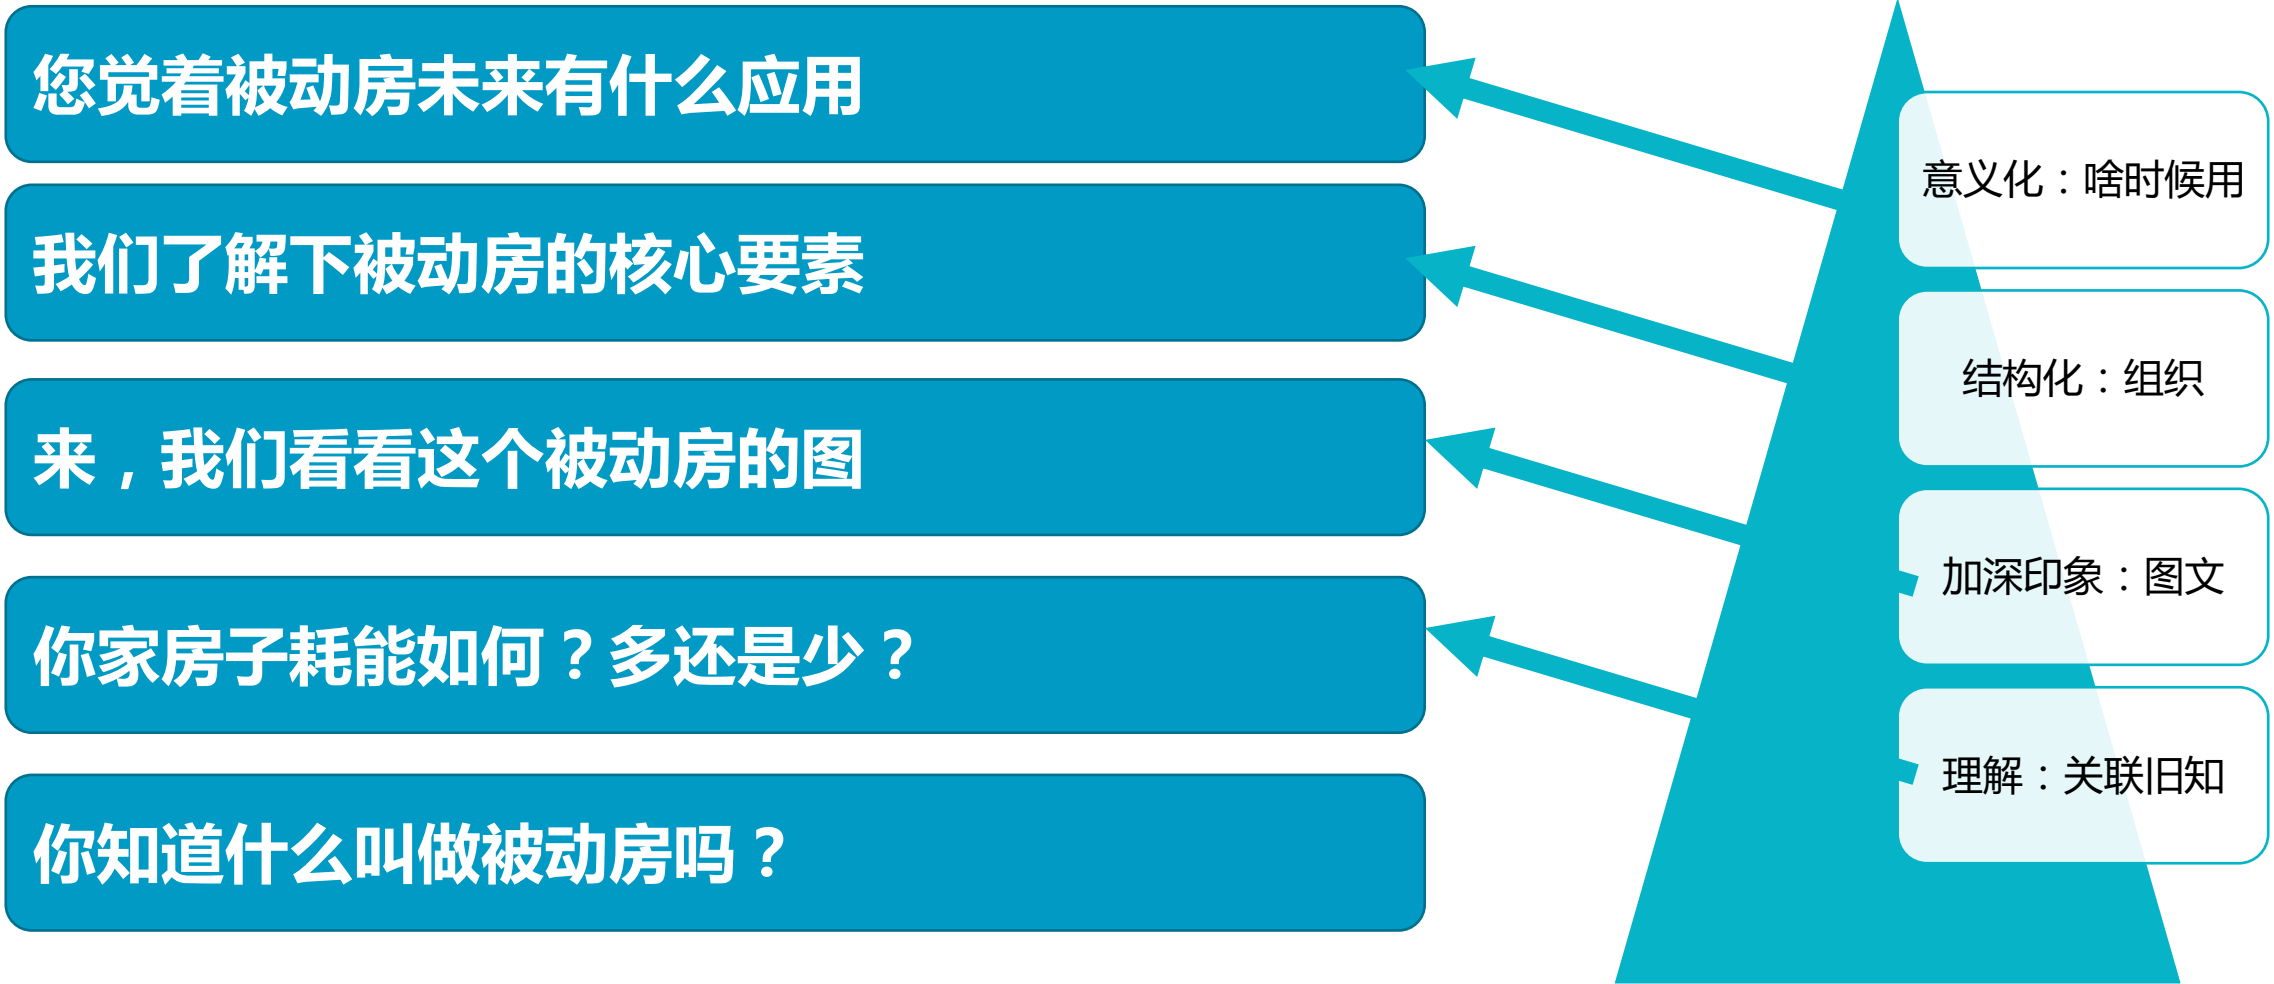 您觉着被动房未来有什么应用
我们了解下被动房的核心要素
来，我们看看这个被动房的图
你家房子耗能如何？多还是少？
你知道什么叫做被动房吗？
意义化：啥时候用
结构化：组织
加深印象：图文
理解：关联旧知